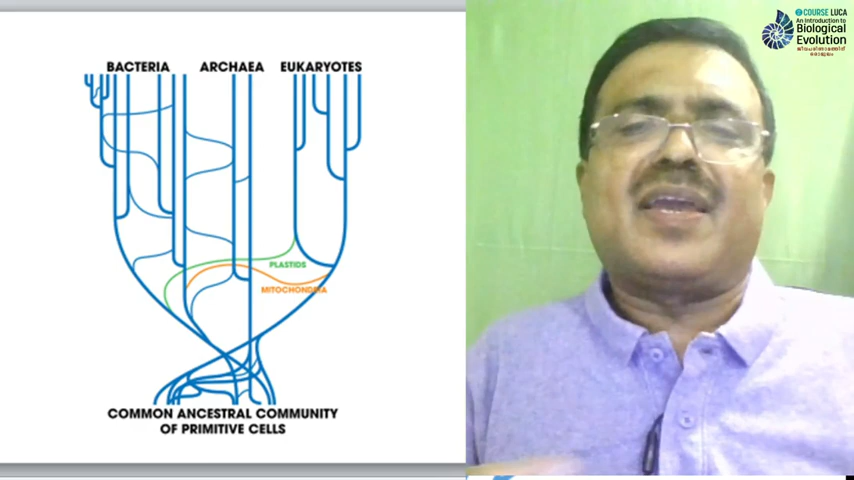 BACTERIA ARCHAEA EUKARYOTES
PLASTIDS
MITOCHONDRIA
COMMON ANCESTRAL COMMUNITY
OF PRIMITIVE CELLS
COURSE LUCA
An Introduction to
Biological
Evolution